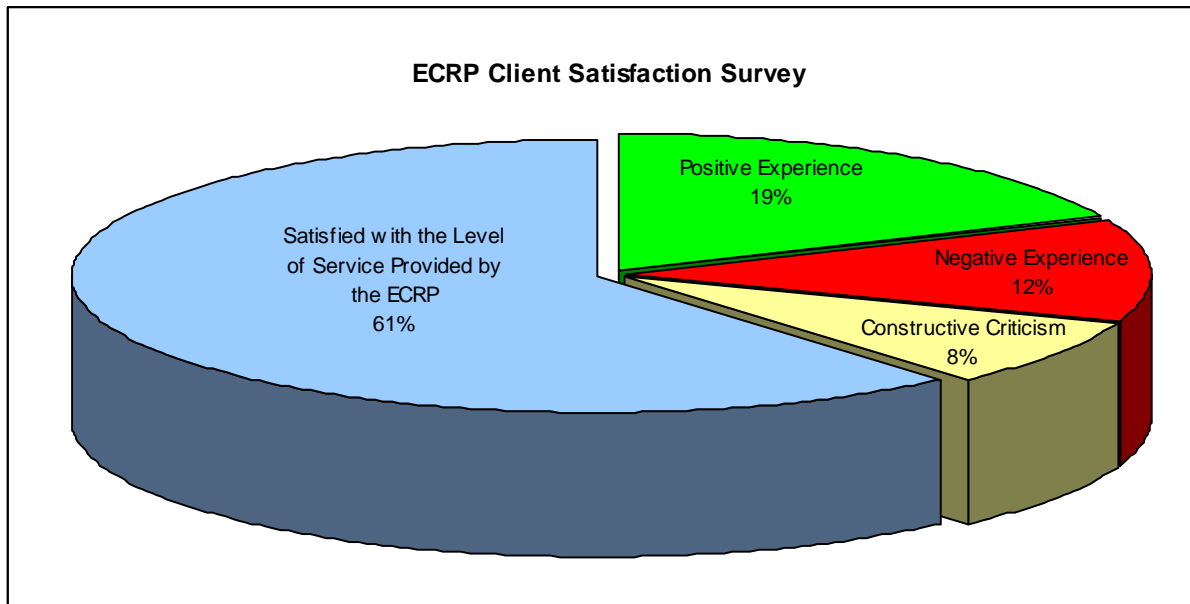 ECRP Client Satisfaction Survey
Positive Experience
19%
Negative Experience
12%
Constructive Criticism
8%
Satisfied with the Level
of Service Provided by
the ECRP
61%